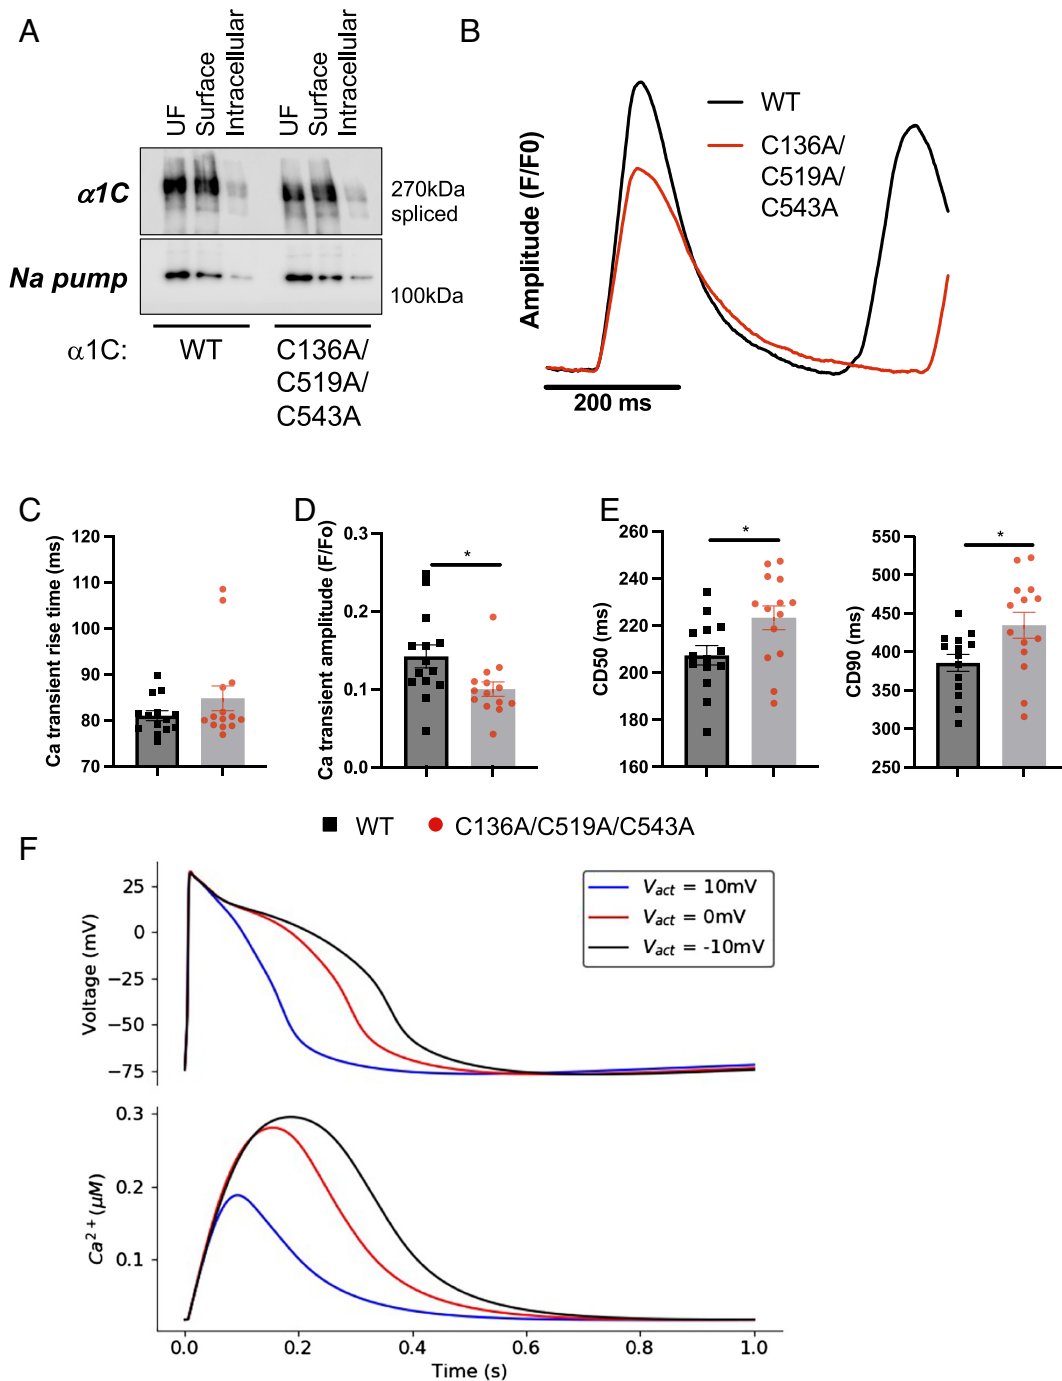 A
UF
Surface
Intracellular
UF
Surface
Intracellular
α1C
270kDa
spliced
Na pump
100kDa
α1C:
WT
C136A/
C519A/
C543A
B
Amplitude (F/F0)
WT
C136A/
C519A/
C543A
200 ms
C
Ca transient rise time (ms)
120
110
100
90
80
70
D
Ca transient amplitude (F/Fo)
0.3
0.2
0.1
0.0
*
E
CD50 (ms)
260
240
220
200
180
160
*
CD90 (ms)
550
500
450
400
350
300
250
*
WT
C136A/C519A/C543A
F
Voltage (mV)
25
0
−25
−50
−75
Vact = 10mV
Vact = 0mV
Vact = -10mV
Ca2+(μM)
0.3
0.2
0.1
0.0
0.2
0.4
0.6
0.8
1.0
Time (s)